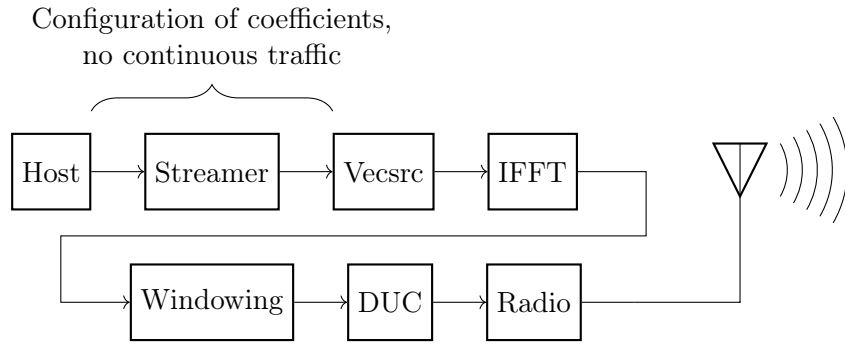 Configuration of coefficients,
no continuous traffic
Host
Streamer
Vecsrc
IFFT
Windowing
DUC
Radio